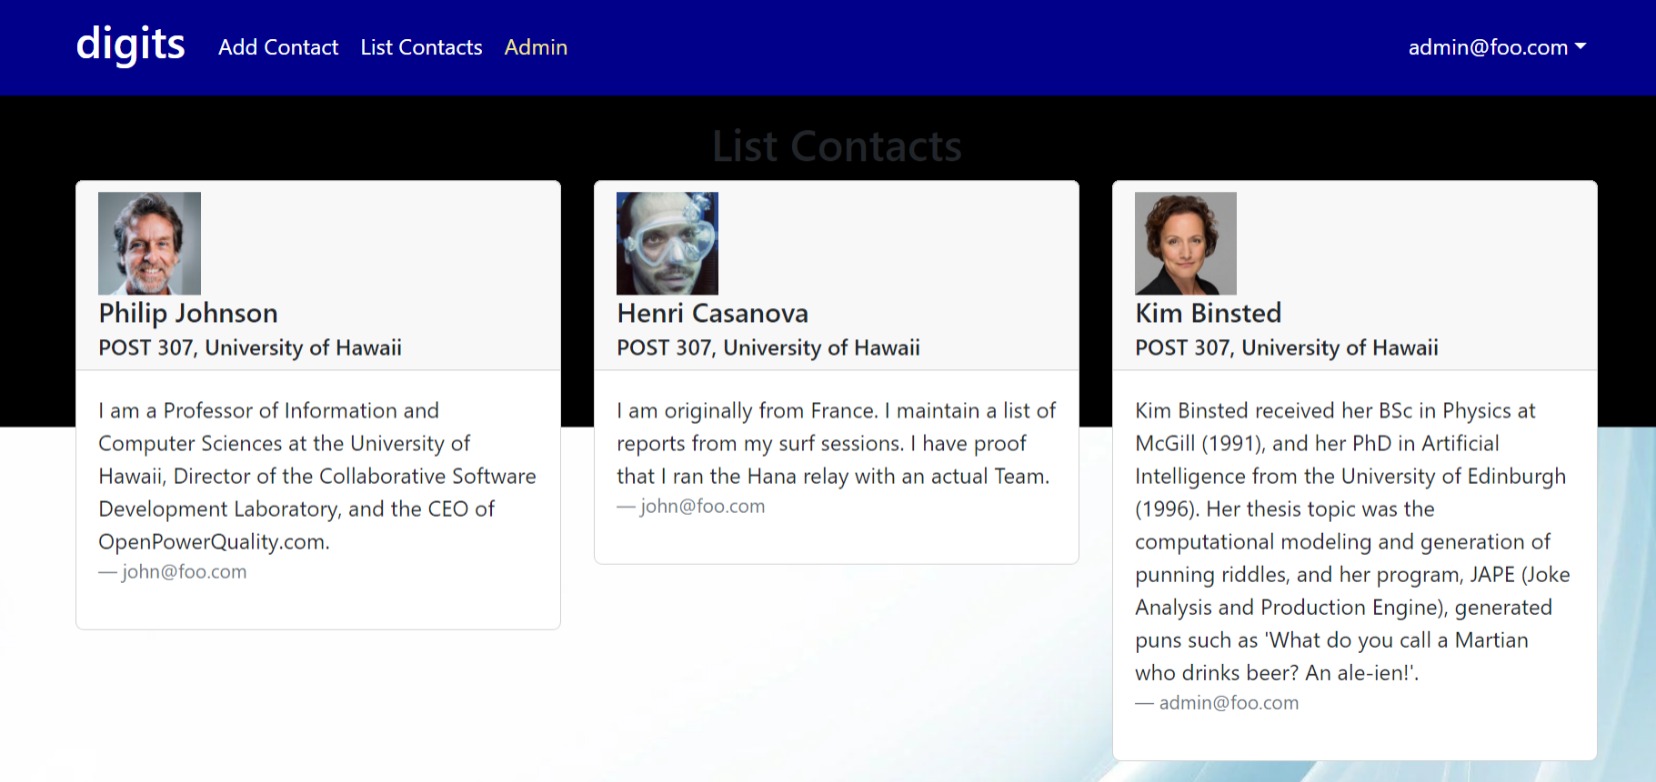 digits Add Contact List Contacts Admin admin@foo.com
List Contacts
Philip Johnson
POST 307, University of Hawaii
I am a Professor of Information and
Computer Sciences at the University of
Hawaii, Director of the Collaborative Software
Development Laboratory, and the CEO of
OpenPowerQuality.com.
— john@foo.com
Henri Casanova
POST 307, University of Hawaii
I am originally from France. I maintain a list of
reports from my surf sessions. I have proof
that I ran the Hana relay with an actual Team.
— john@foo.com
Kim Binsted
POST 307, University of Hawaii
Kim Binsted received her BSc in Physics at
McGill (1991), and her PhD in Artificial
Intelligence from the University of Edinburgh
(1996). Her thesis topic was the
computational modeling and generation of
punning riddles, and her program, JAPE (Joke
Analysis and Production Engine), generated
puns such as 'What do you call a Martian
who drinks beer? An ale-ien!'.
— admin@foo.com